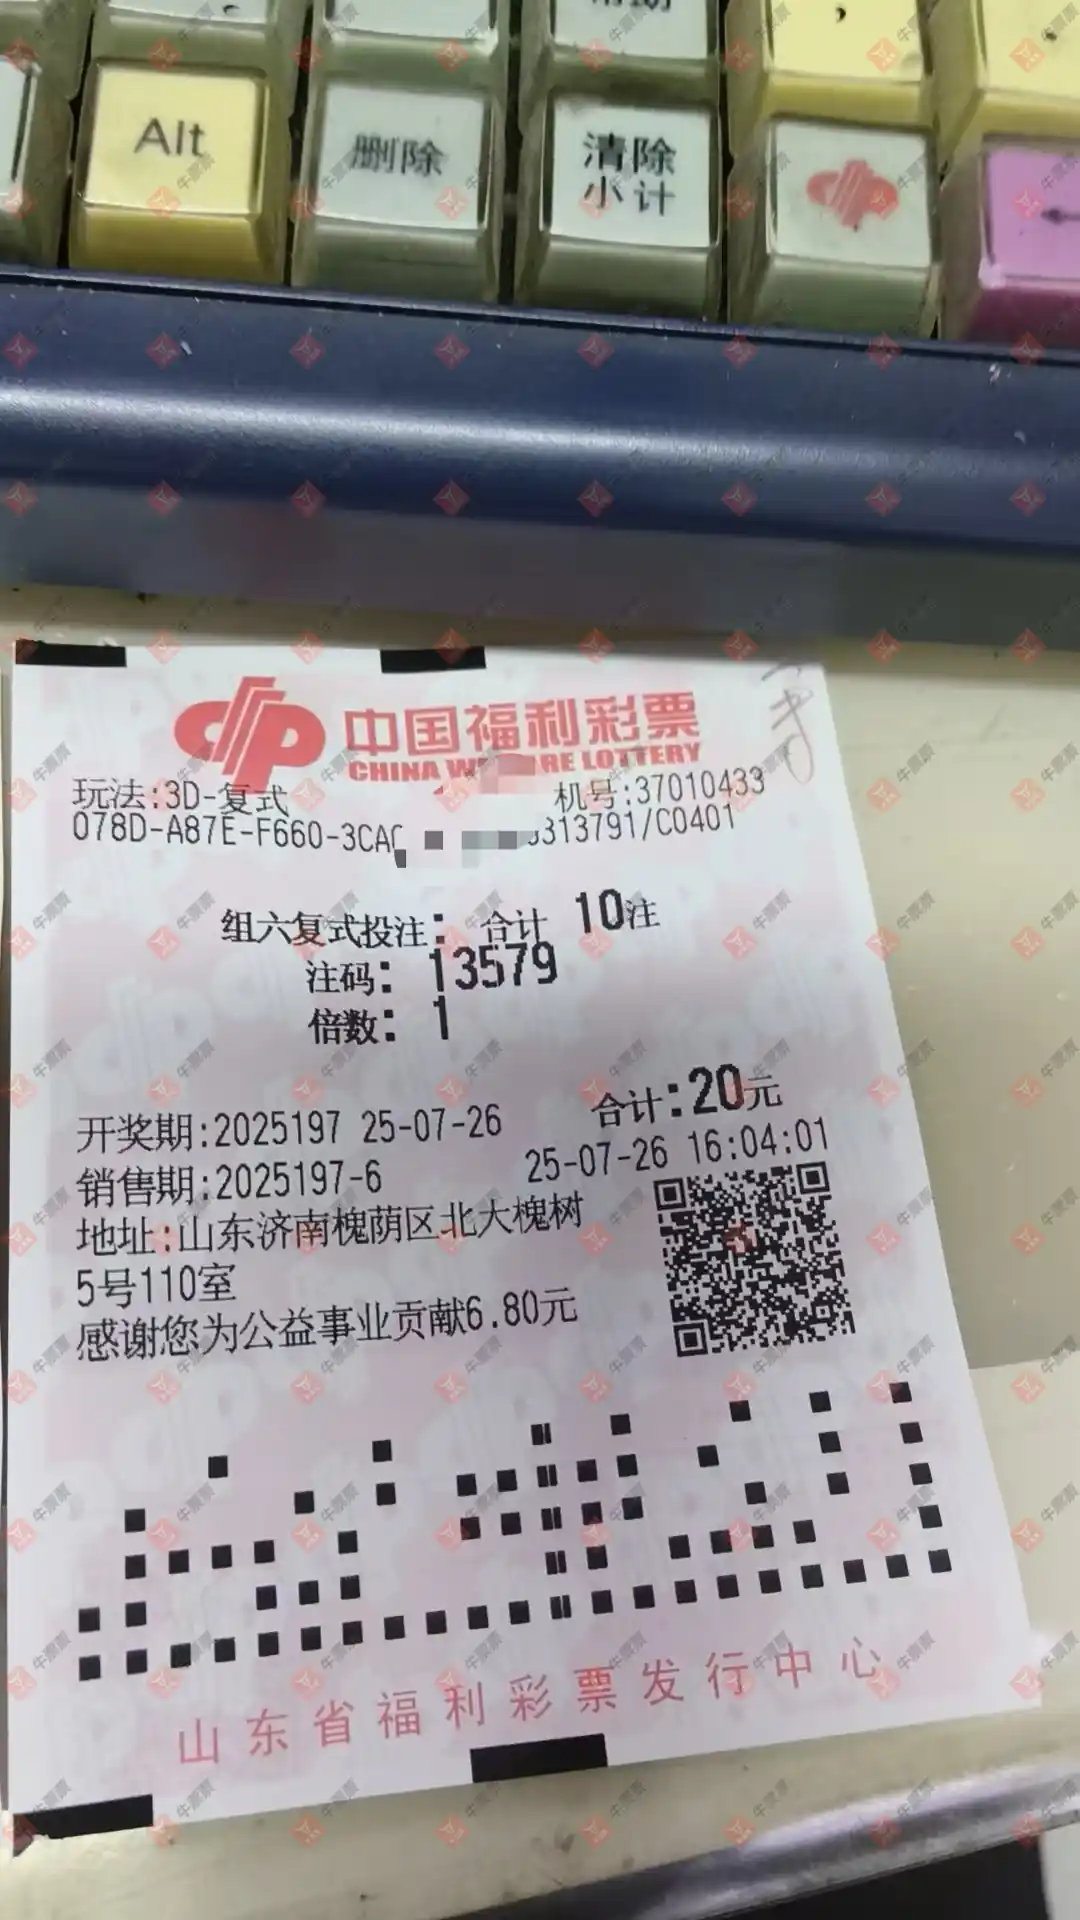 Alt
删除
清除
小计
中国福利彩票
CHINA W RE LOTTERY
玩法:3D-复式
机号:37010433
078D-A87E-F660-3CAC
313791/C0401
组六复式投注: 合计 10注
注码: 13579
倍数: 1
合计:20元
开奖期:2025197 25-07-26
25-07-26 16:04:01
销售期:2025197-6
地址:山东济南槐荫区北大槐树
5号110室
感谢您为公益事业贡献6.80元
山东省福利彩票发行中心
牛票票